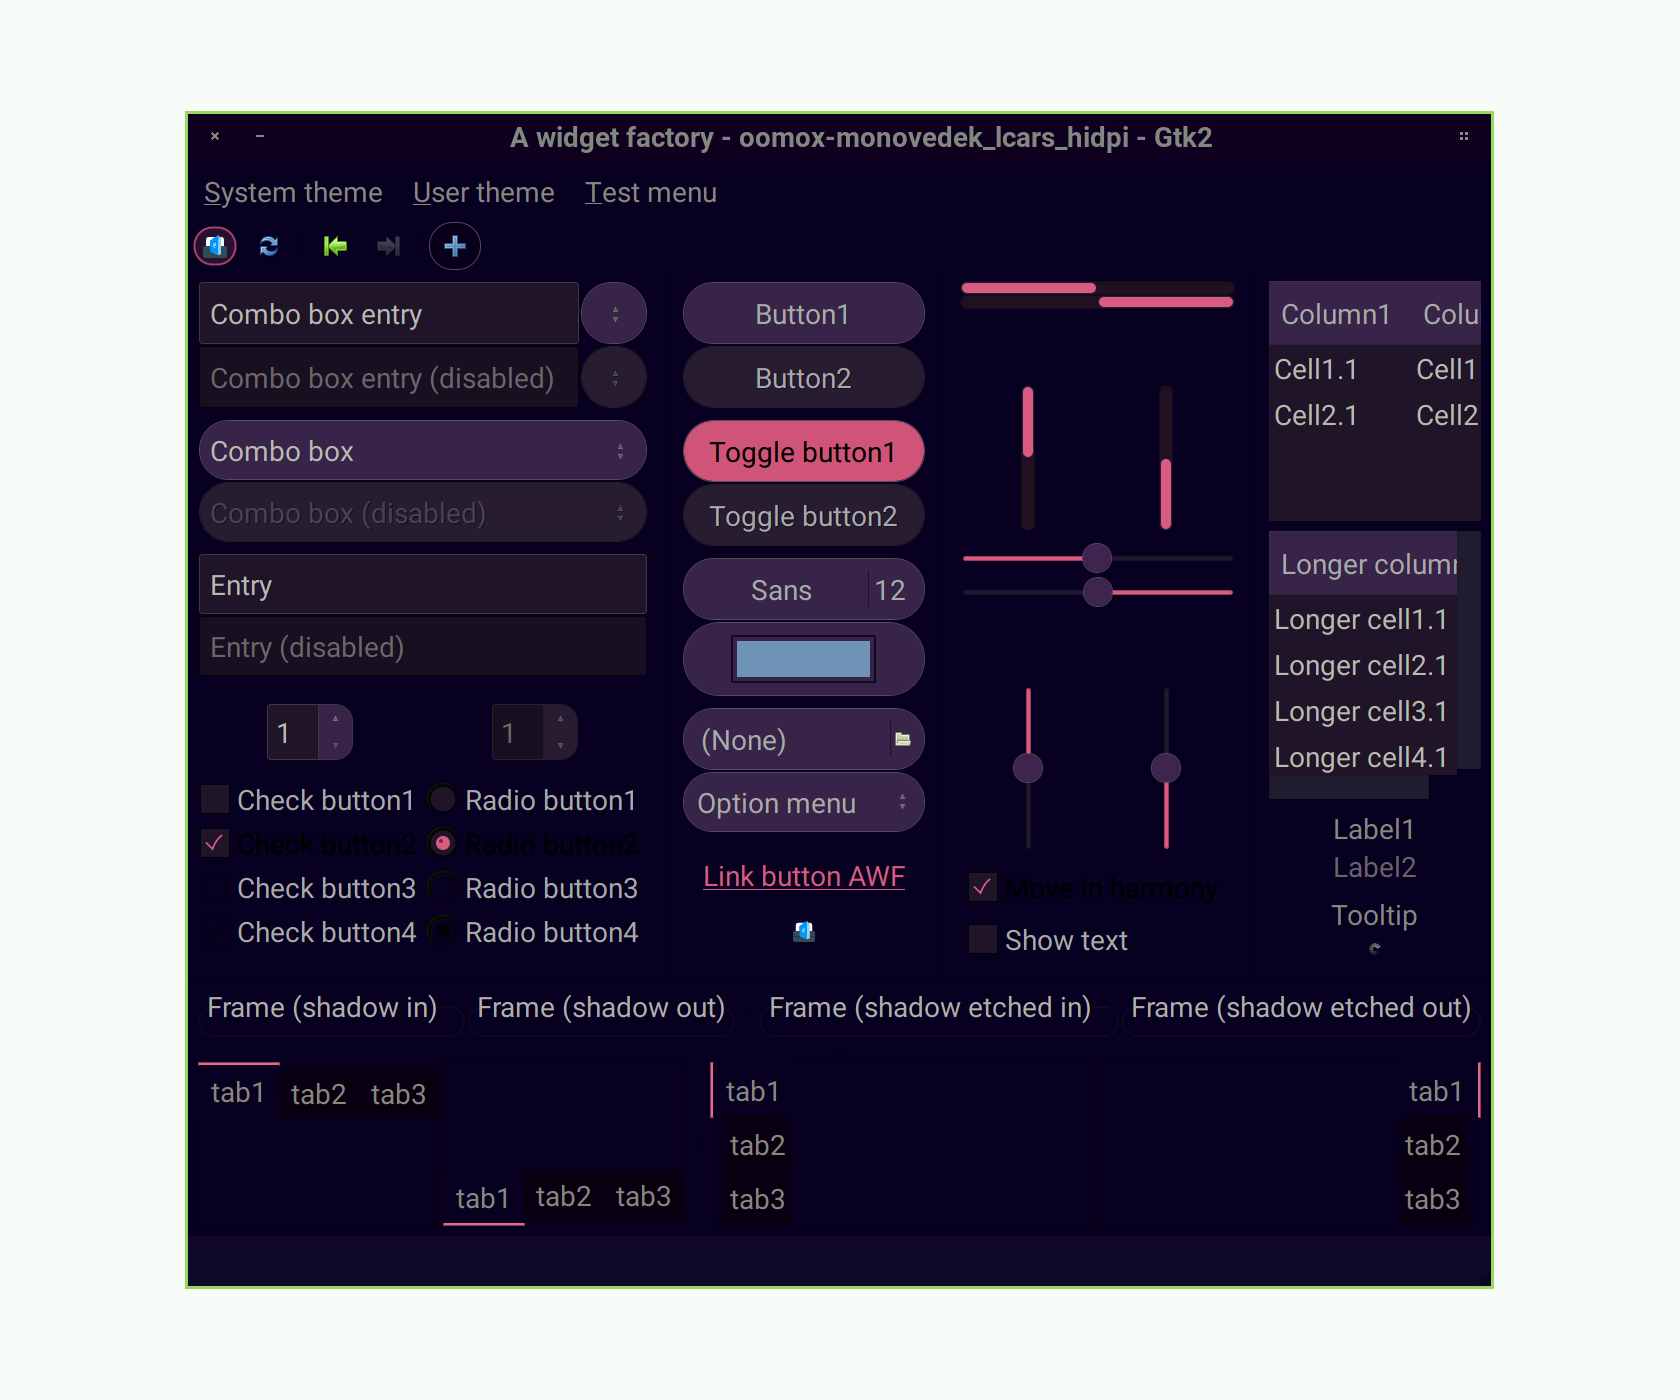 A widget factory - oomox-monovedek_lcars_hidpi - Gtk2
System theme User theme Test menu
Combo box entry
Combo box entry (disabled)
Combo box
Combo box (disabled)
Entry
Entry (disabled)
1 1
Check button1 Radio button1
Check button2 Radio button2
Check button3 Radio button3
Check button4 Radio button4
Button1
Button2
Toggle button1
Toggle button2
Sans 12
(None)
Option menu
Link button AWF
Move in harmony
Show text
Column1 Colu
Cell1.1 Cell1
Cell2.1 Cell2
Longer column
Longer cell1.1
Longer cell2.1
Longer cell3.1
Longer cell4.1
Label1
Label2
Tooltip
Frame (shadow in) Frame (shadow out) Frame (shadow etched in) Frame (shadow etched out)
tab1 tab2 tab3
tab1 tab2 tab3
tab1
tab2
tab3
tab1
tab2
tab3